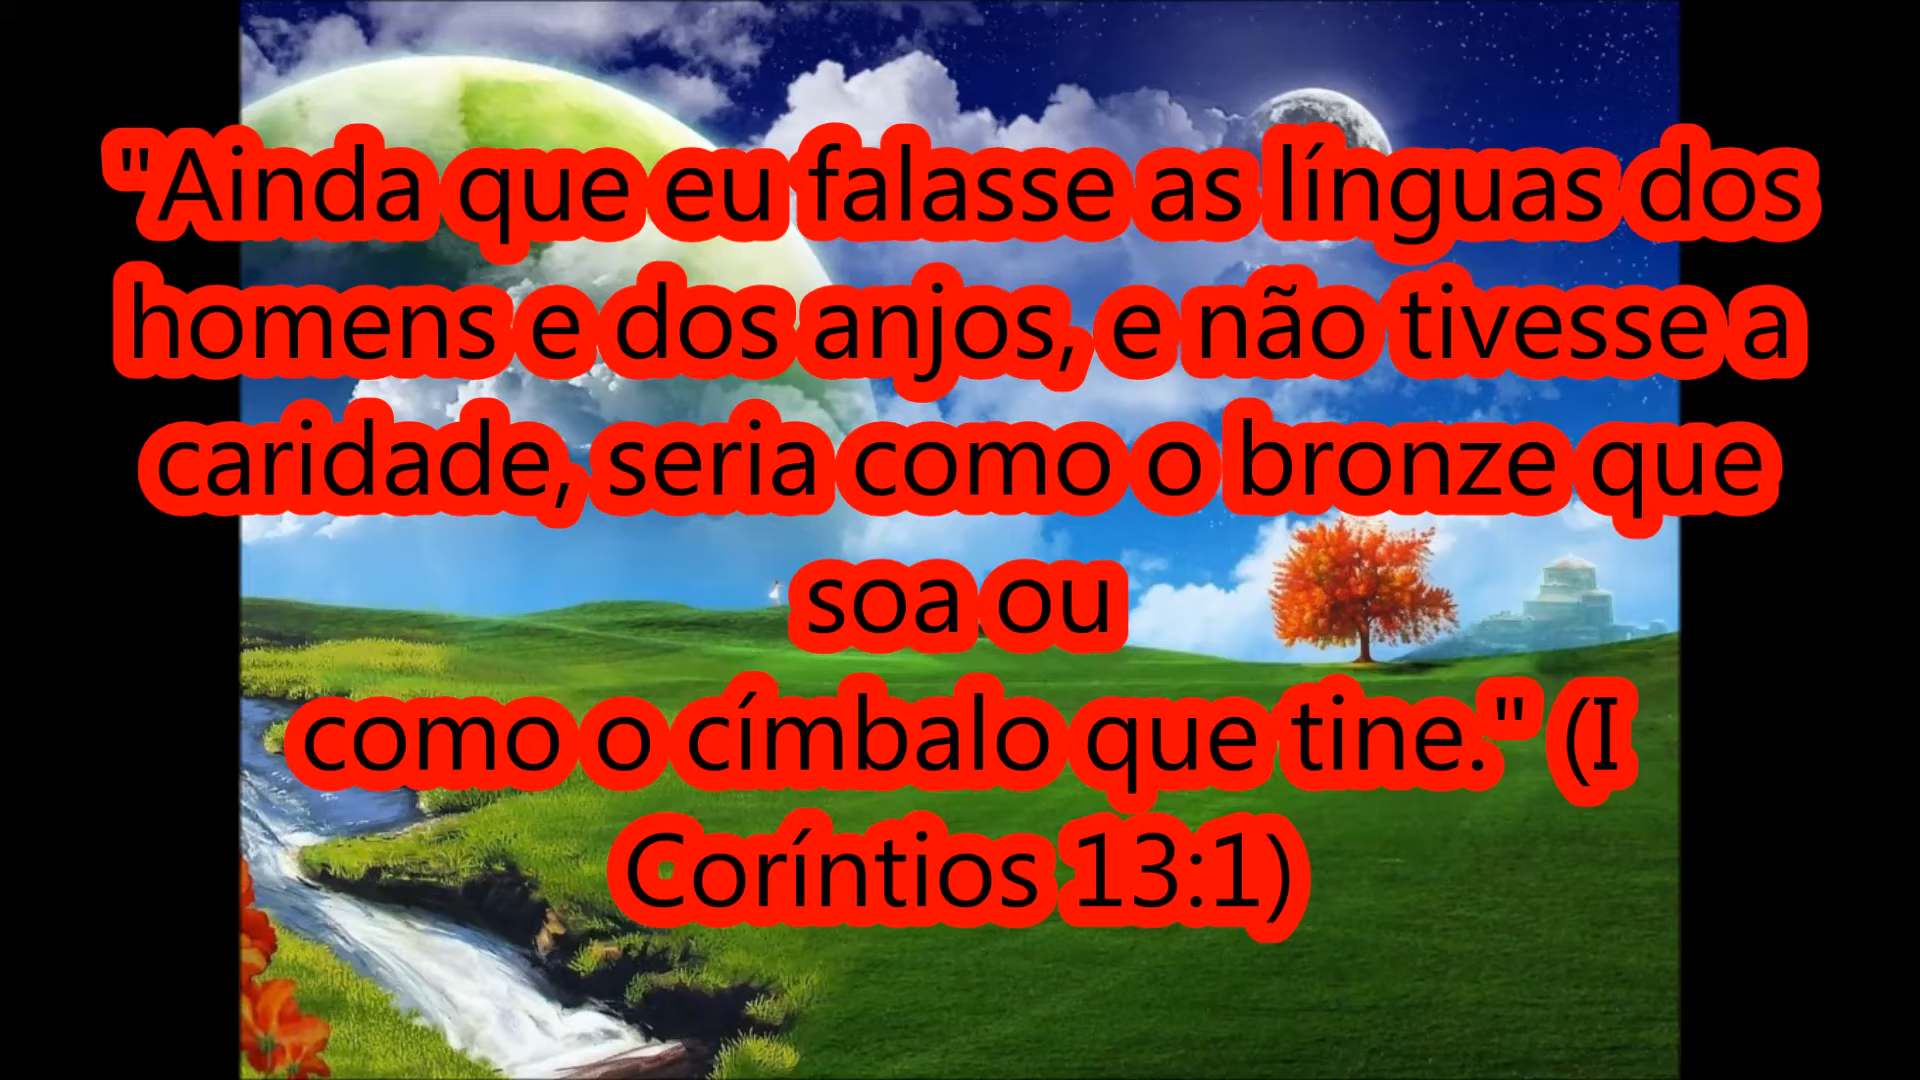 "Ainda que eu falasse as línguas dos
homens e dos anjos, e não tivesse a
caridade, seria como o bronze que
soa ou
como o címbalo que tine." (I
Coríntios 13:1)